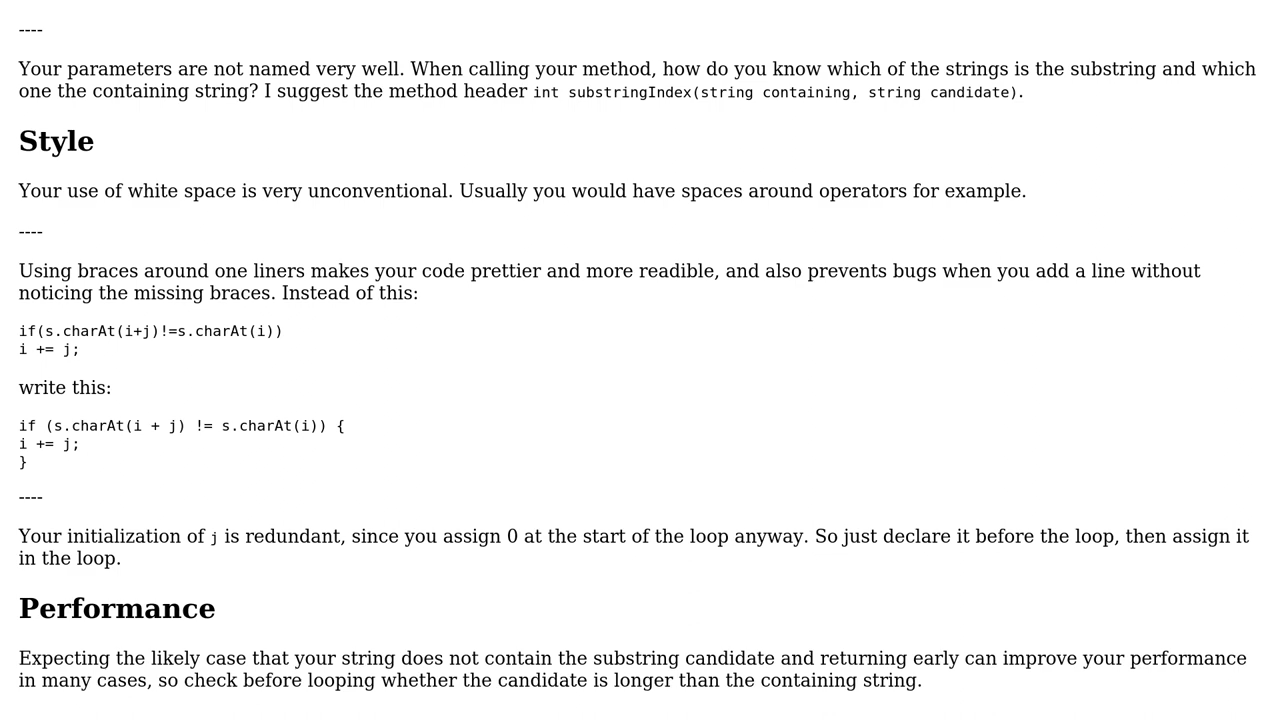 ----
Your parameters are not named very well. When calling your method, how do you know which of the strings is the substring and which
one the containing string? I suggest the method header int substringIndex(string containing, string candidate).
Style
Your use of white space is very unconventional. Usually you would have spaces around operators for example.
----
Using braces around one liners makes your code prettier and more readible, and also prevents bugs when you add a line without
noticing the missing braces. Instead of this:
if(s.charAt(i+j)!=s.charAt(i))
i += j;
write this:
if (s.charAt(i + j) != s.charAt(i)) {
i += j;
}
----
Your initialization of j is redundant, since you assign 0 at the start of the loop anyway. So just declare it before the loop, then assign it
in the loop.
Performance
Expecting the likely case that your string does not contain the substring candidate and returning early can improve your performance
in many cases, so check before looping whether the candidate is longer than the containing string.